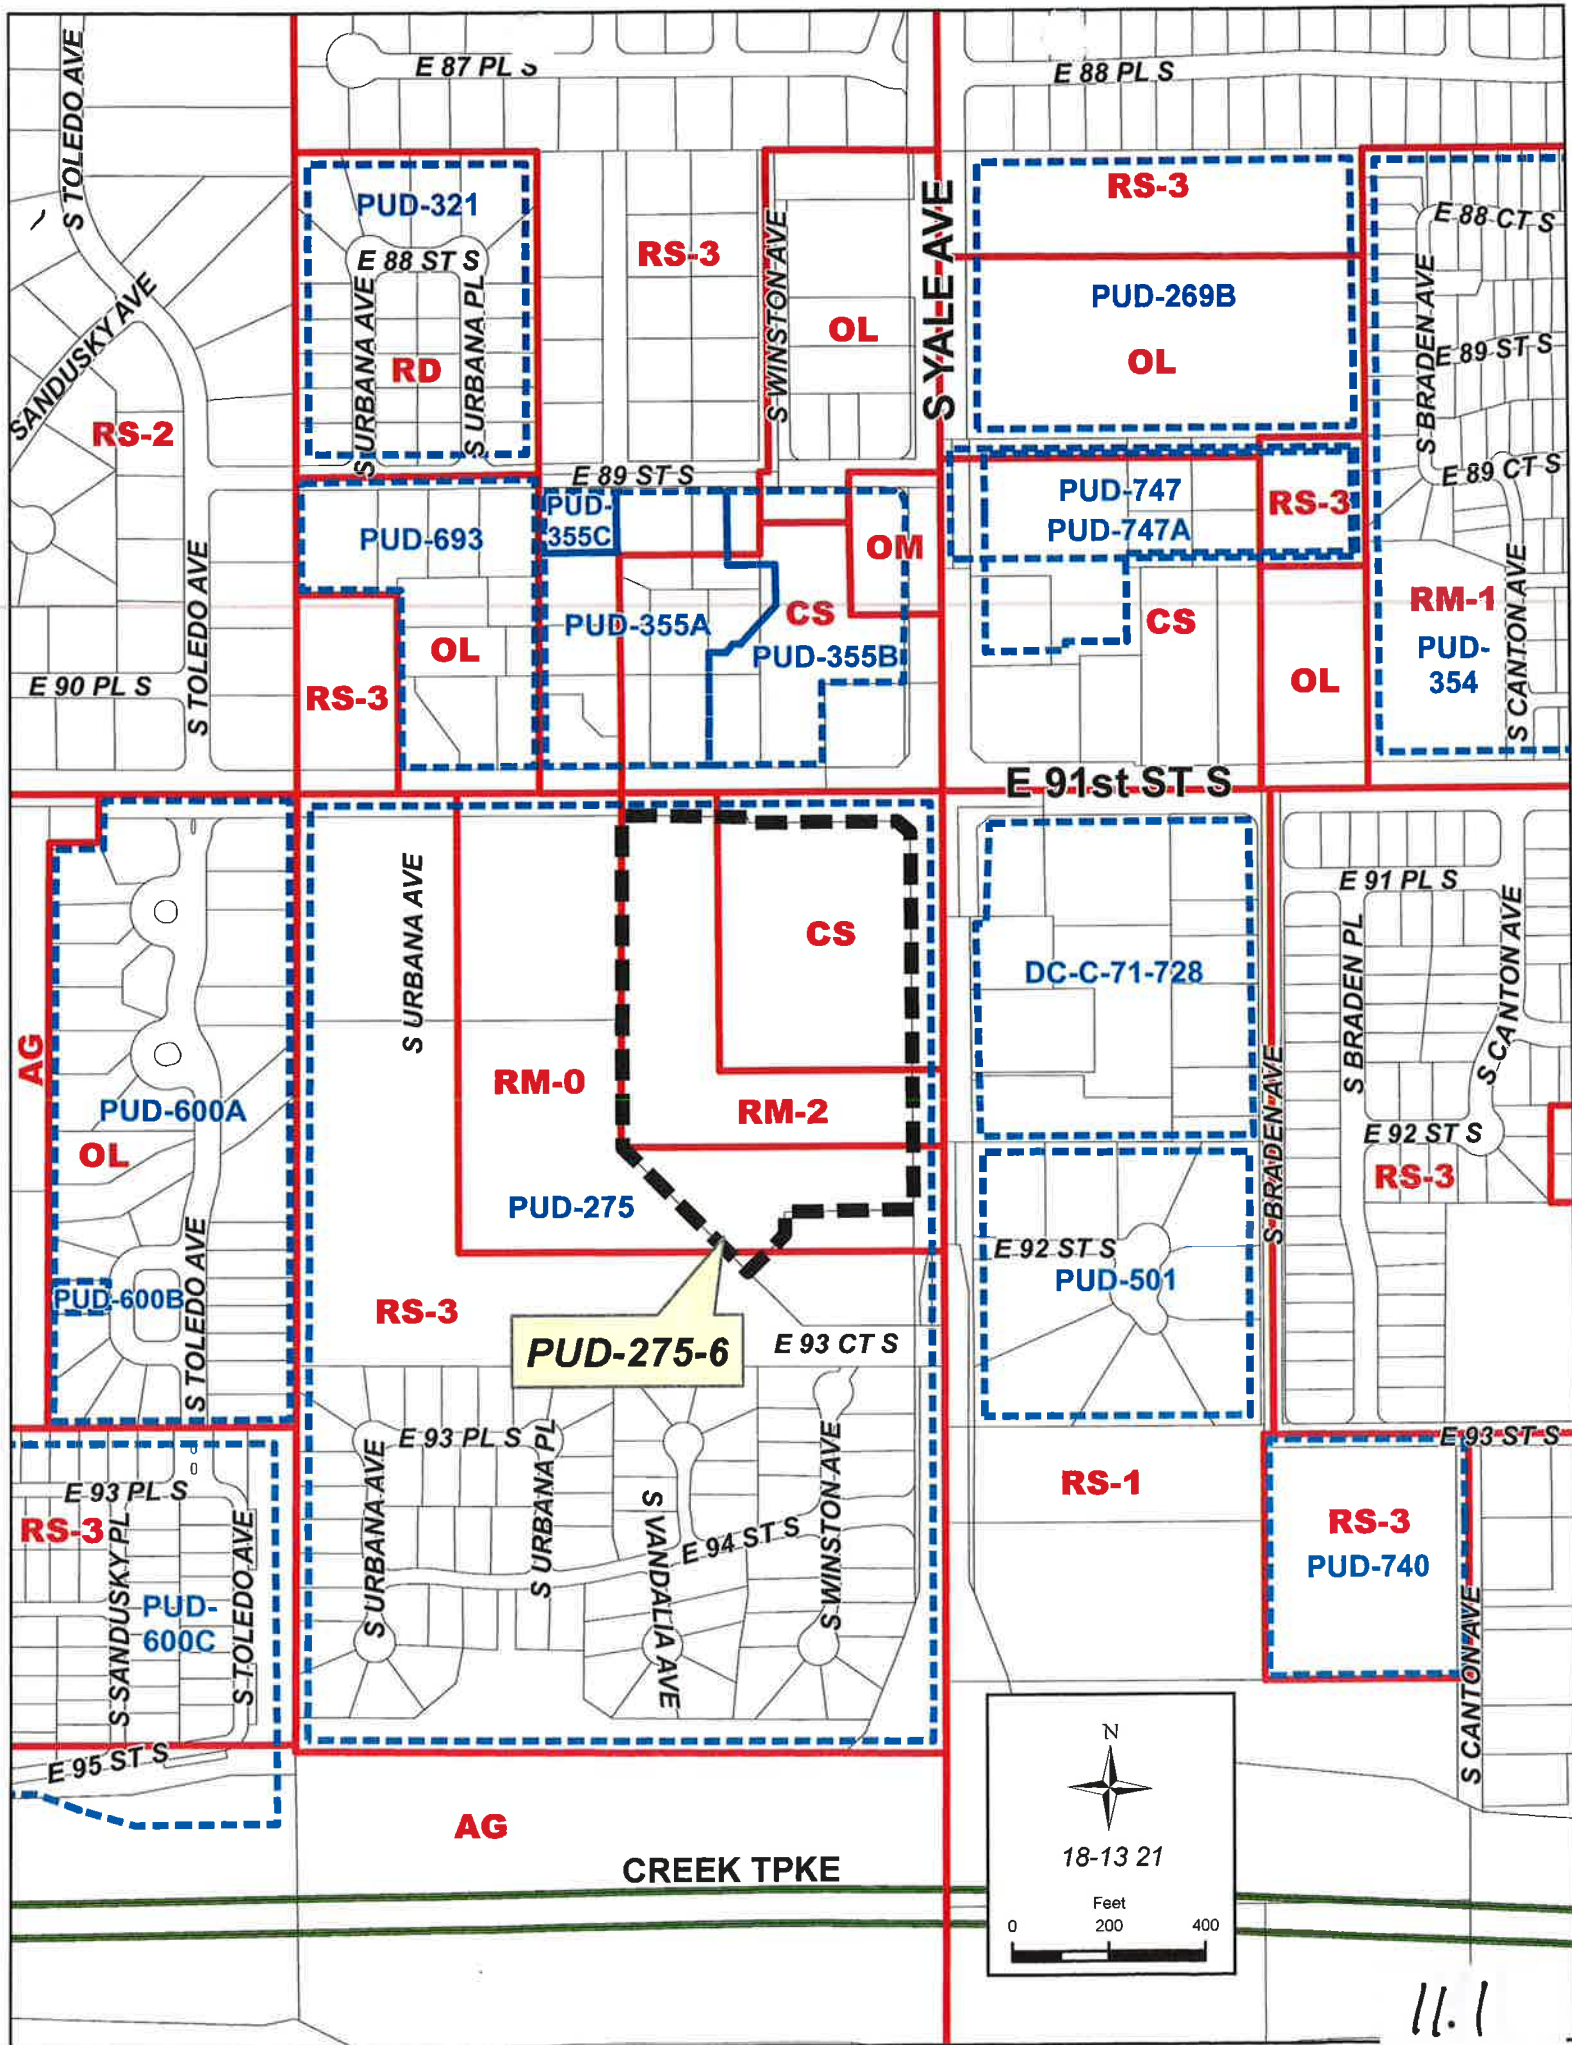 E 87 PL S
E 88 PL S
S TOLEDO AVE
PUD-321
RS-3
E 88 CT S
E 88 ST S
RS-3
SANDUSKY AVE
S URBANA AVE
S URBANA PL
S WINSTON AVE
S YALE AVE
PUD-269B
S BRADEN AVE
OL
OL
E 89 ST S
RD
RS-2
E 89 ST S
E 89 CT S
PUD-
355C
PUD-747
PUD-747A
RS-3
PUD-693
OM
S TOLEDO AVE
PUD-355A
CS
CS
RM-1
PUD-
354
S CANTON AVE
OL
PUD-355B
OL
E 90 PL S
RS-3
E 91st ST S
S URBANA AVE
E 91 PL S
CS
DC-C-71-728
S BRADEN PL
S CANTON AVE
AG
RM-0
PUD-600A
RM-2
S BRADEN AVE
OL
E 92 ST S
RS-3
PUD-275
S TOLEDO AVE
E 92 ST S
PUD-501
PUD-600B
RS-3
PUD-275-6
E 93 CT S
E 93 PL S
E 93 ST S
S URBANA AVE
S URBANA PL
S VANDALIA AVE
S WINSTON AVE
RS-1
E 93 PL S
RS-3
S SANDUSKY PL
S TOLEDO AVE
RS-3
PUD-740
E 94 ST S
PUD-
600C
S CANTON AVE
E 95 ST S
N
AG
18-13 21
CREEK TPKE
Feet
0 200 400
11.1